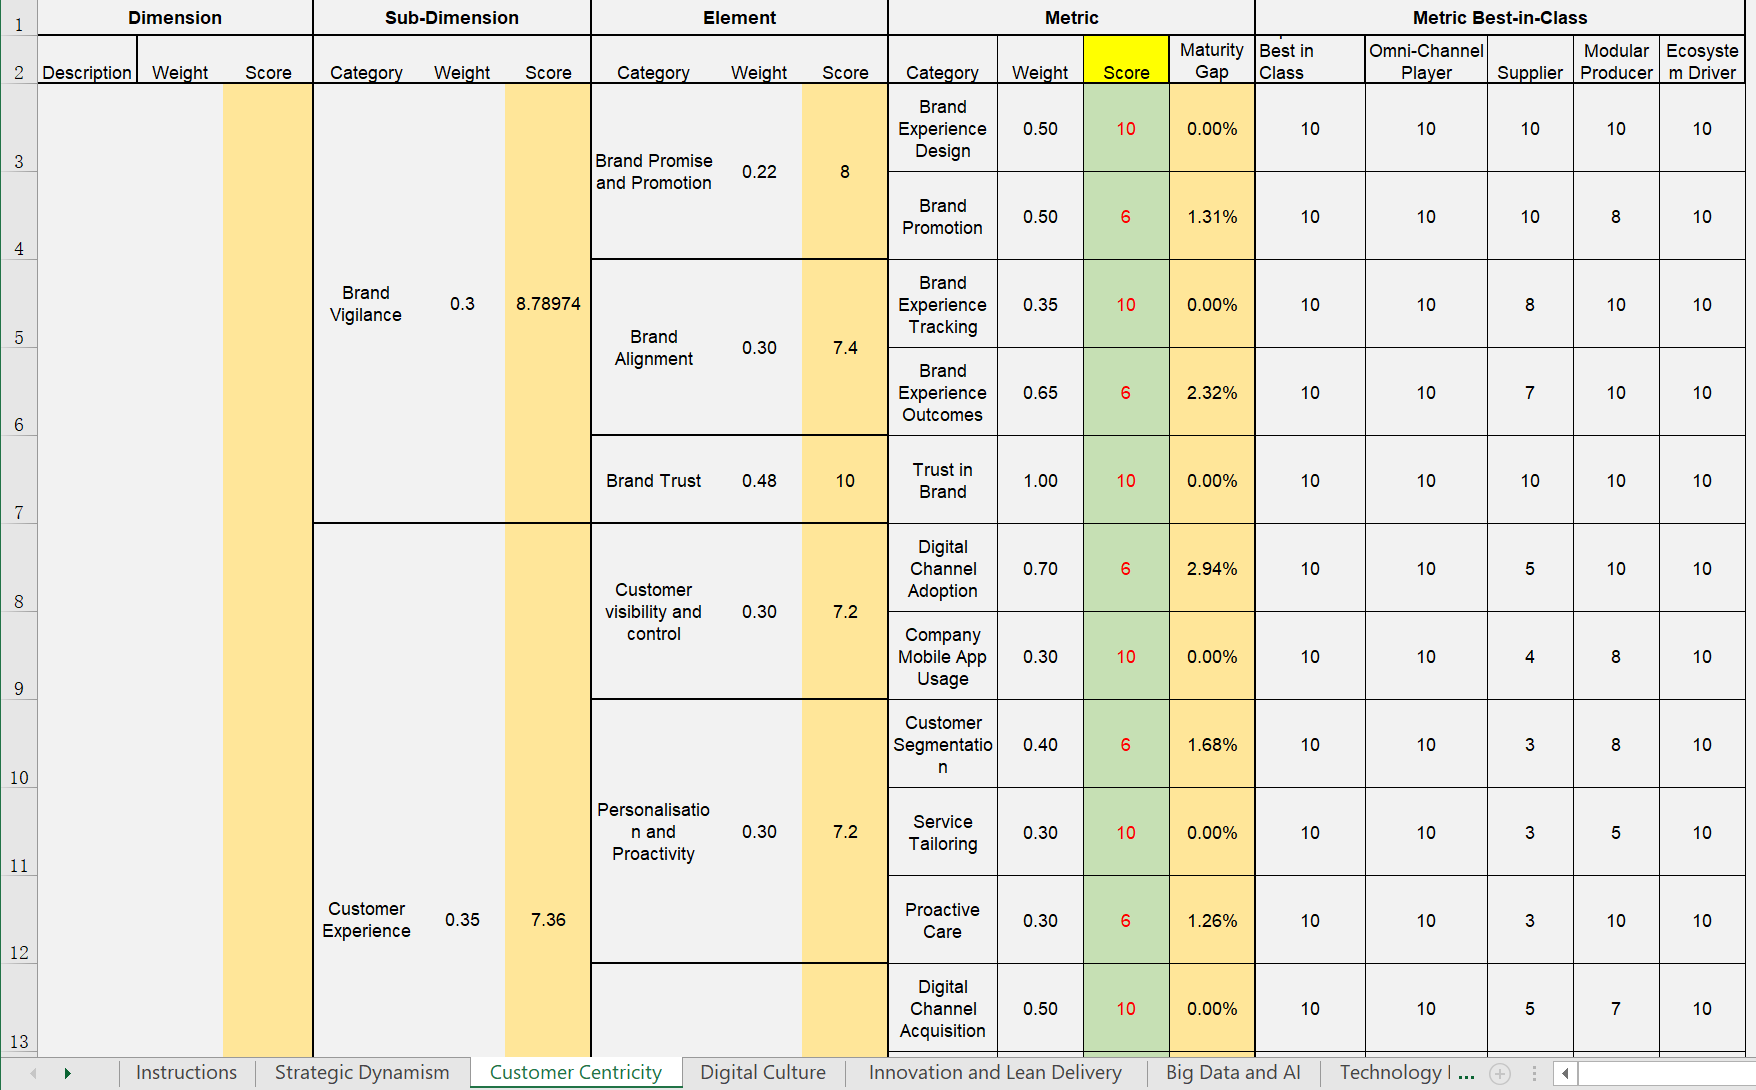 Dimension Sub-Dimension Element Metric Metric Best-in-Class
1
Description Weight Score Category Weight Score Category Weight Score Category Weight Score Maturity Gap Best in Class Omni-Channel Player Supplier Modular Producer Ecosyste m Driver
2
Brand Vigilance 0.3 8.78974
Brand Promise and Promotion 0.22 8
Brand Experience Design 0.50 10 0.00% 10 10 10 10 10
3
Brand Promotion 0.50 6 1.31% 10 10 10 8 10
4
Brand Alignment 0.30 7.4
Brand Experience Tracking 0.35 10 0.00% 10 10 8 10 10
5
Brand Experience Outcomes 0.65 6 2.32% 10 10 7 10 10
6
Brand Trust 0.48 10 Trust in Brand 1.00 10 0.00% 10 10 10 10 10
7
Customer Experience 0.35 7.36
Customer visibility and control 0.30 7.2
Digital Channel Adoption 0.70 6 2.94% 10 10 5 10 10
8
Company Mobile App Usage 0.30 10 0.00% 10 10 4 8 10
9
Personalisatio n and Proactivity 0.30 7.2
Customer Segmentatio n 0.40 6 1.68% 10 10 3 8 10
10
Service Tailoring 0.30 10 0.00% 10 10 3 5 10
11
Proactive Care 0.30 6 1.26% 10 10 3 10 10
12
Digital Channel Acquisition 0.50 10 0.00% 10 10 5 7 10
13
Instructions Strategic Dynamism Customer Centricity Digital Culture Innovation and Lean Delivery Big Data and AI Technology ...